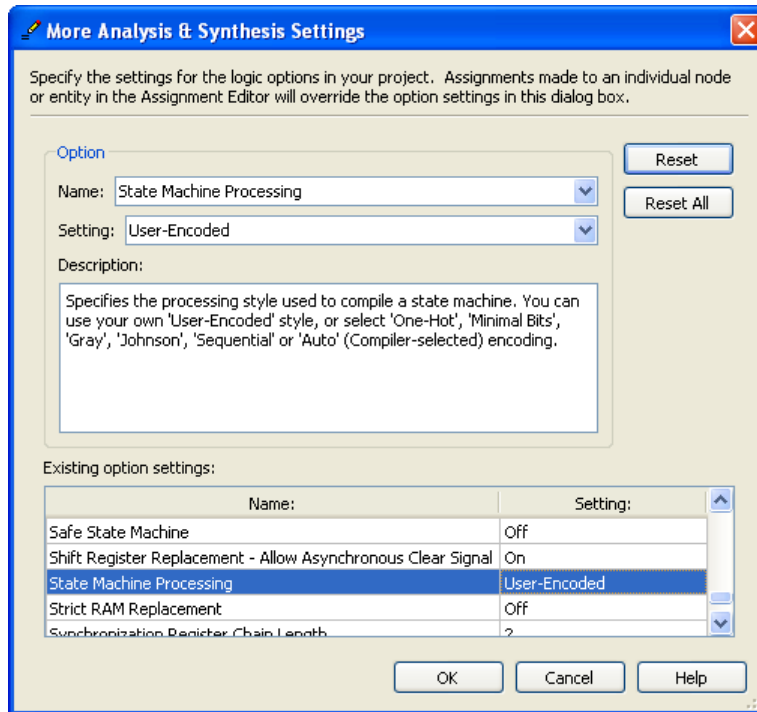 More Analysis & Synthesis Settings
Specify the settings for the logic options in your project. Assignments made to an individual node
or entity in the Assignment Editor will override the option settings in this dialog box.
Option
Name: State Machine Processing
Setting: User-Encoded
Description:
Specifies the processing style used to compile a state machine. You can
use your own 'User-Encoded' style, or select 'One-Hot', 'Minimal Bits',
'Gray', 'Johnson', 'Sequential' or 'Auto' (Compiler-selected) encoding.
Reset
Reset All
Existing option settings:
Name: Setting:
Safe State Machine Off
Shift Register Replacement - Allow Asynchronous Clear Signal On
State Machine Processing User-Encoded
Strict RAM Replacement Off
Synchronization Register Chain Length 2
OK Cancel Help